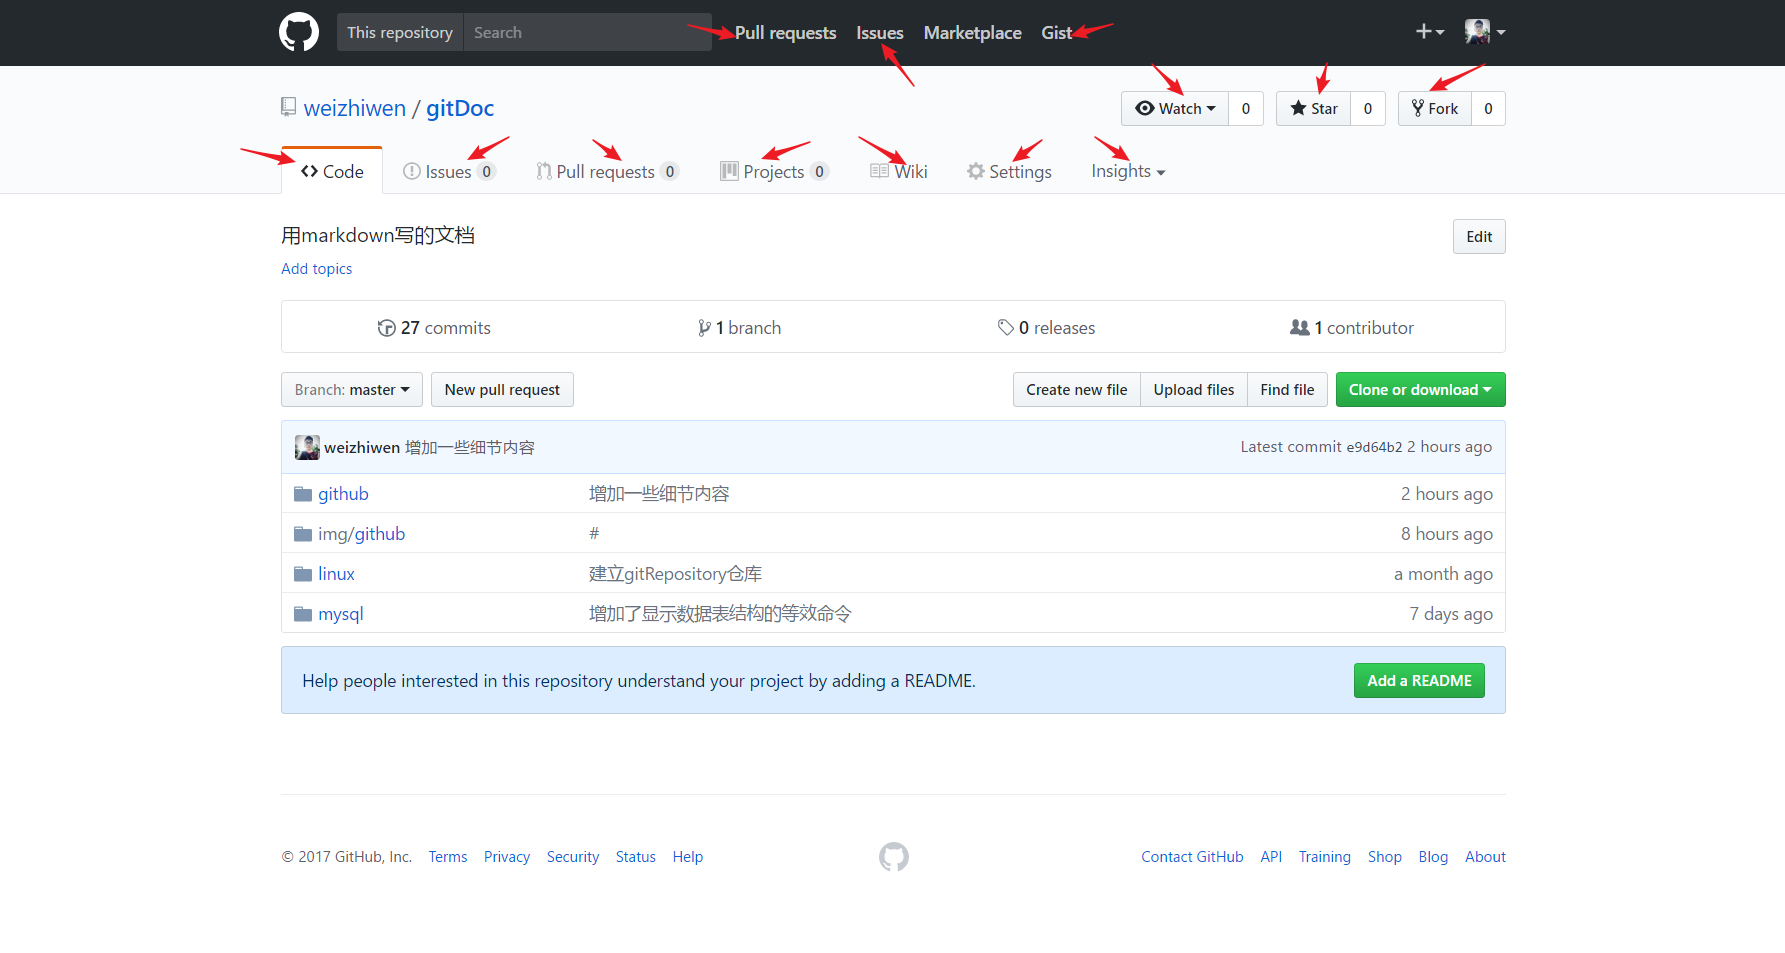 This repository Search Pull requests Issues Marketplace Gist
weizhiwen / gitDoc Watch 0 Star 0 Fork 0
Code Issues 0 Pull requests 0 Projects 0 Wiki Settings Insights
用markdown写的文档 Edit
Add topics
27 commits 1 branch 0 releases 1 contributor
Branch: master New pull request Create new file Upload files Find file Clone or download
weizhiwen 增加一些细节内容 Latest commit e9d64b2 2 hours ago
github 增加一些细节内容 2 hours ago
img/github # 8 hours ago
linux 建立gitRepository仓库 a month ago
mysql 增加了显示数据表结构的等效命令 7 days ago
Help people interested in this repository understand your project by adding a README. Add a README
© 2017 GitHub, Inc. Terms Privacy Security Status Help Contact GitHub API Training Shop Blog About